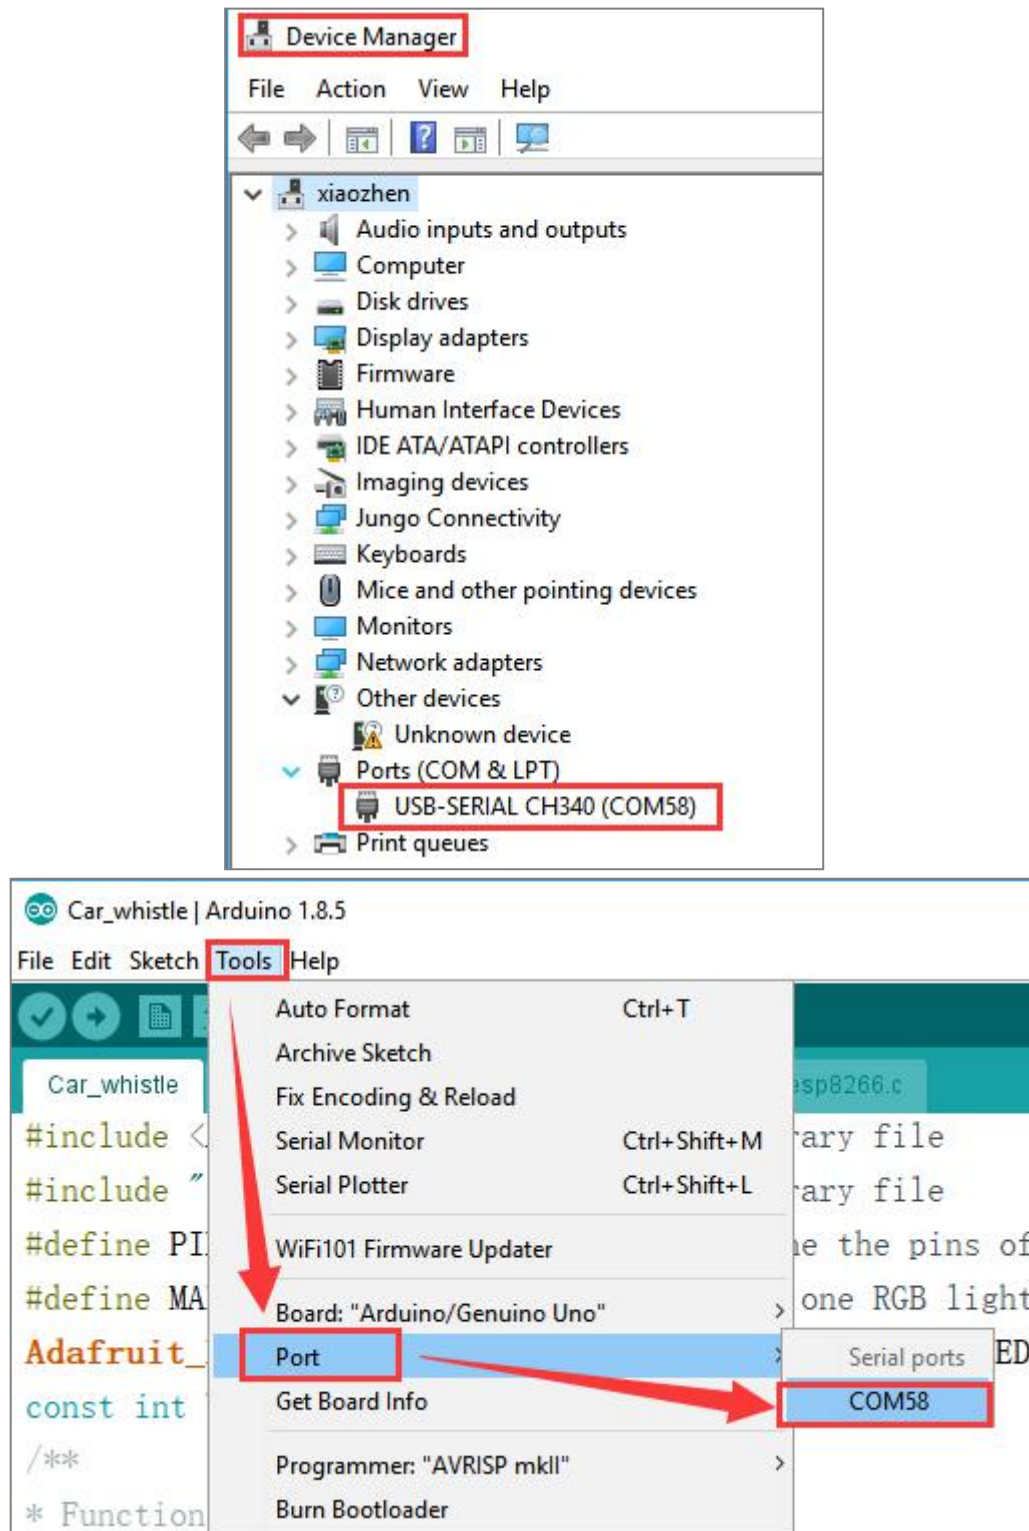 Device Manager
File Action View Help
xiaozhen
Audio inputs and outputs
Computer
Disk drives
Display adapters
Firmware
Human Interface Devices
IDE ATA/ATAPI controllers
Imaging devices
Jungo Connectivity
Keyboards
Mice and other pointing devices
Monitors
Network adapters
Other devices
Unknown device
Ports (COM & LPT)
USB-SERIAL CH340 (COM58)
Print queues
Car_whistle | Arduino 1.8.5
File Edit Sketch Tools Help
Auto Format Ctrl+T
Archive Sketch
Car_whistle
Fix Encoding & Reload
esp8266.c
#include <
Serial Monitor Ctrl+Shift+M
rary file
#include "
Serial Plotter Ctrl+Shift+L
rary file
#define PI
WiFi101 Firmware Updater
ne the pins of
#define MA
Board: "Arduino/Genuino Uno"
one RGB light
Adafruit_
Port
Serial ports
ED
const int
Get Board Info
COM58
/**
Programmer: "AVRISP mkII"
* Function
Burn Bootloader